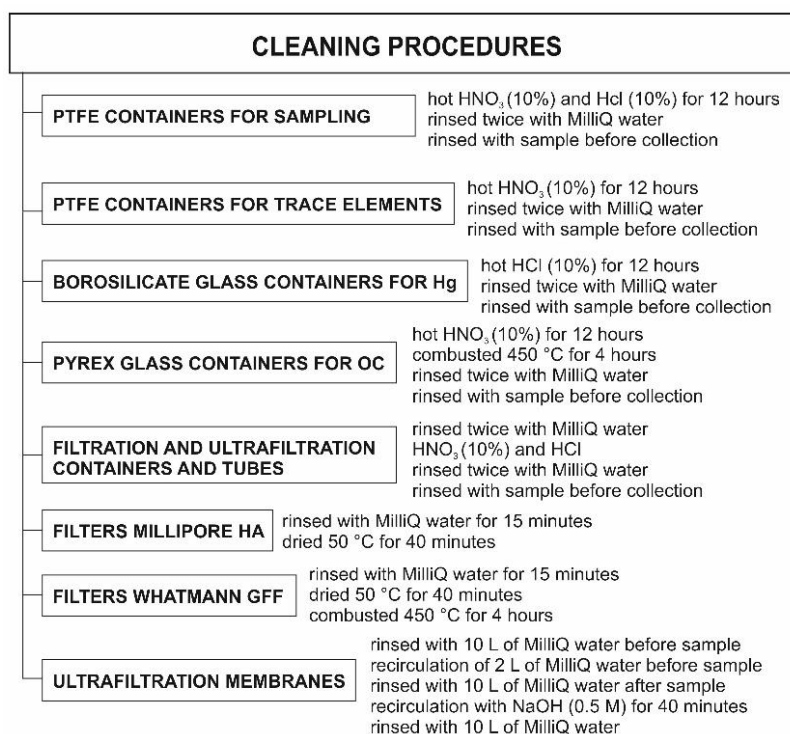 CLEANING PROCEDURES
PTFE CONTAINERS FOR SAMPLING
hot HNO₃ (10%) and Hcl (10%) for 12 hours
rinsed twice with MilliQ water
rinsed with sample before collection
PTFE CONTAINERS FOR TRACE ELEMENTS
hot HNO₃ (10%) for 12 hours
rinsed twice with MilliQ water
rinsed with sample before collection
BOROSILICATE GLASS CONTAINERS FOR Hg
hot HCl (10%) for 12 hours
rinsed twice with MilliQ water
rinsed with sample before collection
PYREX GLASS CONTAINERS FOR OC
hot HNO₃ (10%) for 12 hours
combusted 450 °C for 4 hours
rinsed twice with MilliQ water
rinsed with sample before collection
FILTRATION AND ULTRAFILTRATION
CONTAINERS AND TUBES
rinsed twice with MilliQ water
HNO₃ (10%) and HCl
rinsed twice with MilliQ water
rinsed with sample before collection
FILTERS MILLIPORE HA
rinsed with MilliQ water for 15 minutes
dried 50 °C for 40 minutes
FILTERS WHATMANN GFF
rinsed with MilliQ water for 15 minutes
dried 50 °C for 40 minutes
combusted 450 °C for 4 hours
ULTRAFILTRATION MEMBRANES
rinsed with 10 L of MilliQ water before sample
recirculation of 2 L of MilliQ water before sample
rinsed with 10 L of MilliQ water after sample
recirculation with NaOH (0.5 M) for 40 minutes
rinsed with 10 L of MilliQ water